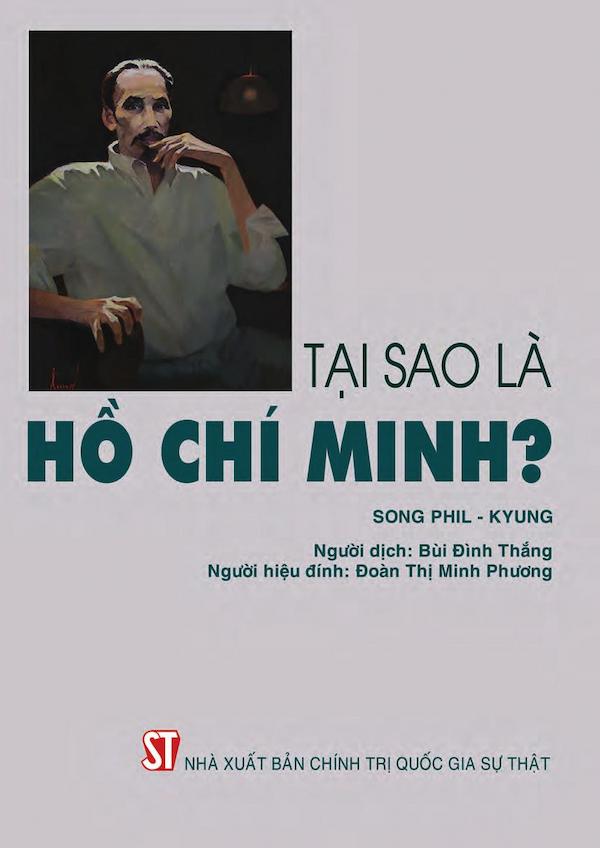 TẠI SAO LÀ
HỒ CHÍ MINH?
SONG PHIL - KYUNG
Người dịch: Bùi Đình Thắng
Người hiệu đính: Đoàn Thị Minh Phương
ST NHÀ XUẤT BẢN CHÍNH TRỊ QUỐC GIA SỰ THẬT